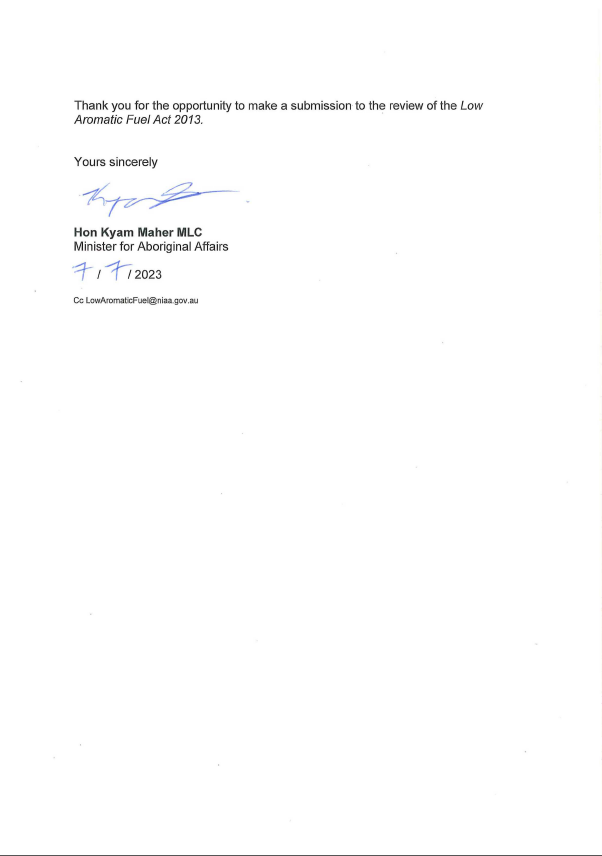 Thank you for the opportunity to make a submission to the review of the Low
Aromatic Fuel Act 2013.
Yours sincerely
Hon Kyam Maher MLC
Minister for Aboriginal Affairs
7 / 7 / 2023
Cc LowAromaticFuel@niaa.gov.au